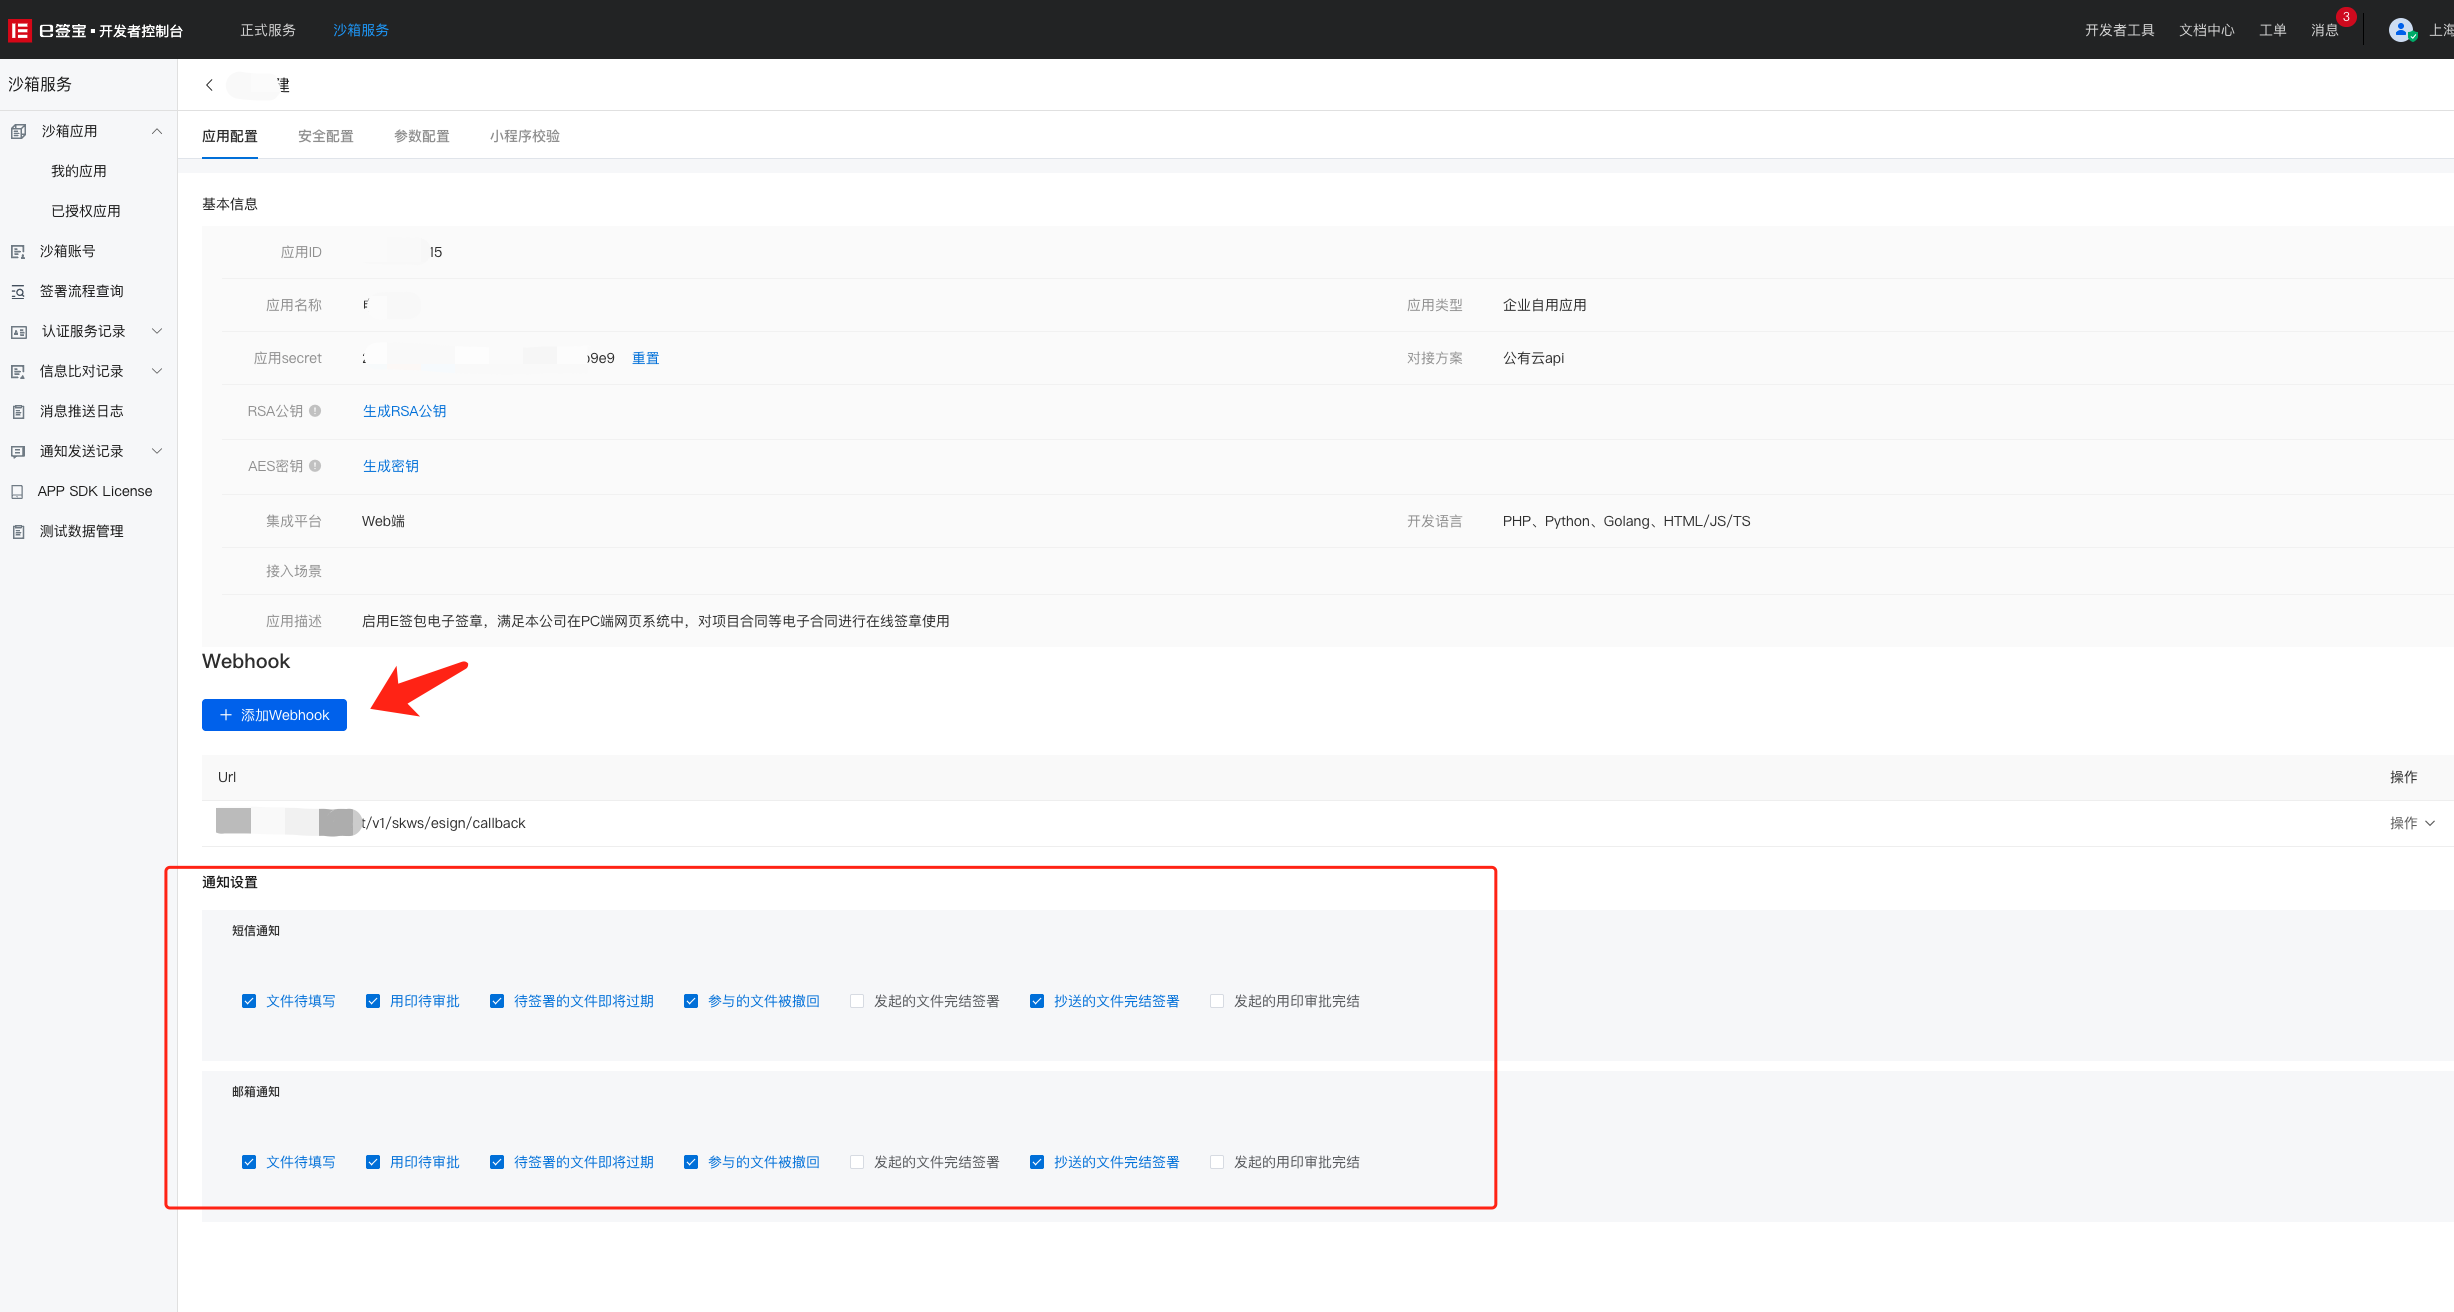 e签宝·开发者控制台 正式服务 沙箱服务 开发者工具 文档中心 工单 消息 3 上海
沙箱服务
建
沙箱应用
我的应用
已授权应用
沙箱账号
签署流程查询
认证服务记录
信息比对记录
消息推送日志
通知发送记录
APP SDK License
测试数据管理
应用配置 安全配置 参数配置 小程序校验
基本信息
应用ID l5
应用名称 应用类型 企业自用应用
应用secret 9e9 重置 对接方案 公有云api
RSA公钥 生成RSA公钥
AES密钥 生成密钥
集成平台 Web端 开发语言 PHP、Python、Golang、HTML/JS/TS
接入场景
应用描述 启用E签包电子签章，满足本公司在PC端网页系统中，对项目合同等电子合同进行在线签章使用
Webhook
添加Webhook
Url 操作
/v1/skws/esign/callback 操作
通知设置
短信通知
文件待填写 用印待审批 待签署的文件即将过期 参与的文件被撤回 发起的文件完结签署 抄送的文件完结签署 发起的用印审批完结
邮箱通知
文件待填写 用印待审批 待签署的文件即将过期 参与的文件被撤回 发起的文件完结签署 抄送的文件完结签署 发起的用印审批完结